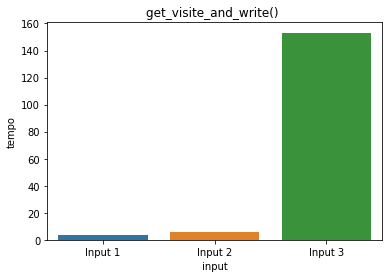 get_visite_and_write()
160
140
120
100
80
60
40
20
0
tempo
Input 1
Input 2
Input 3
input